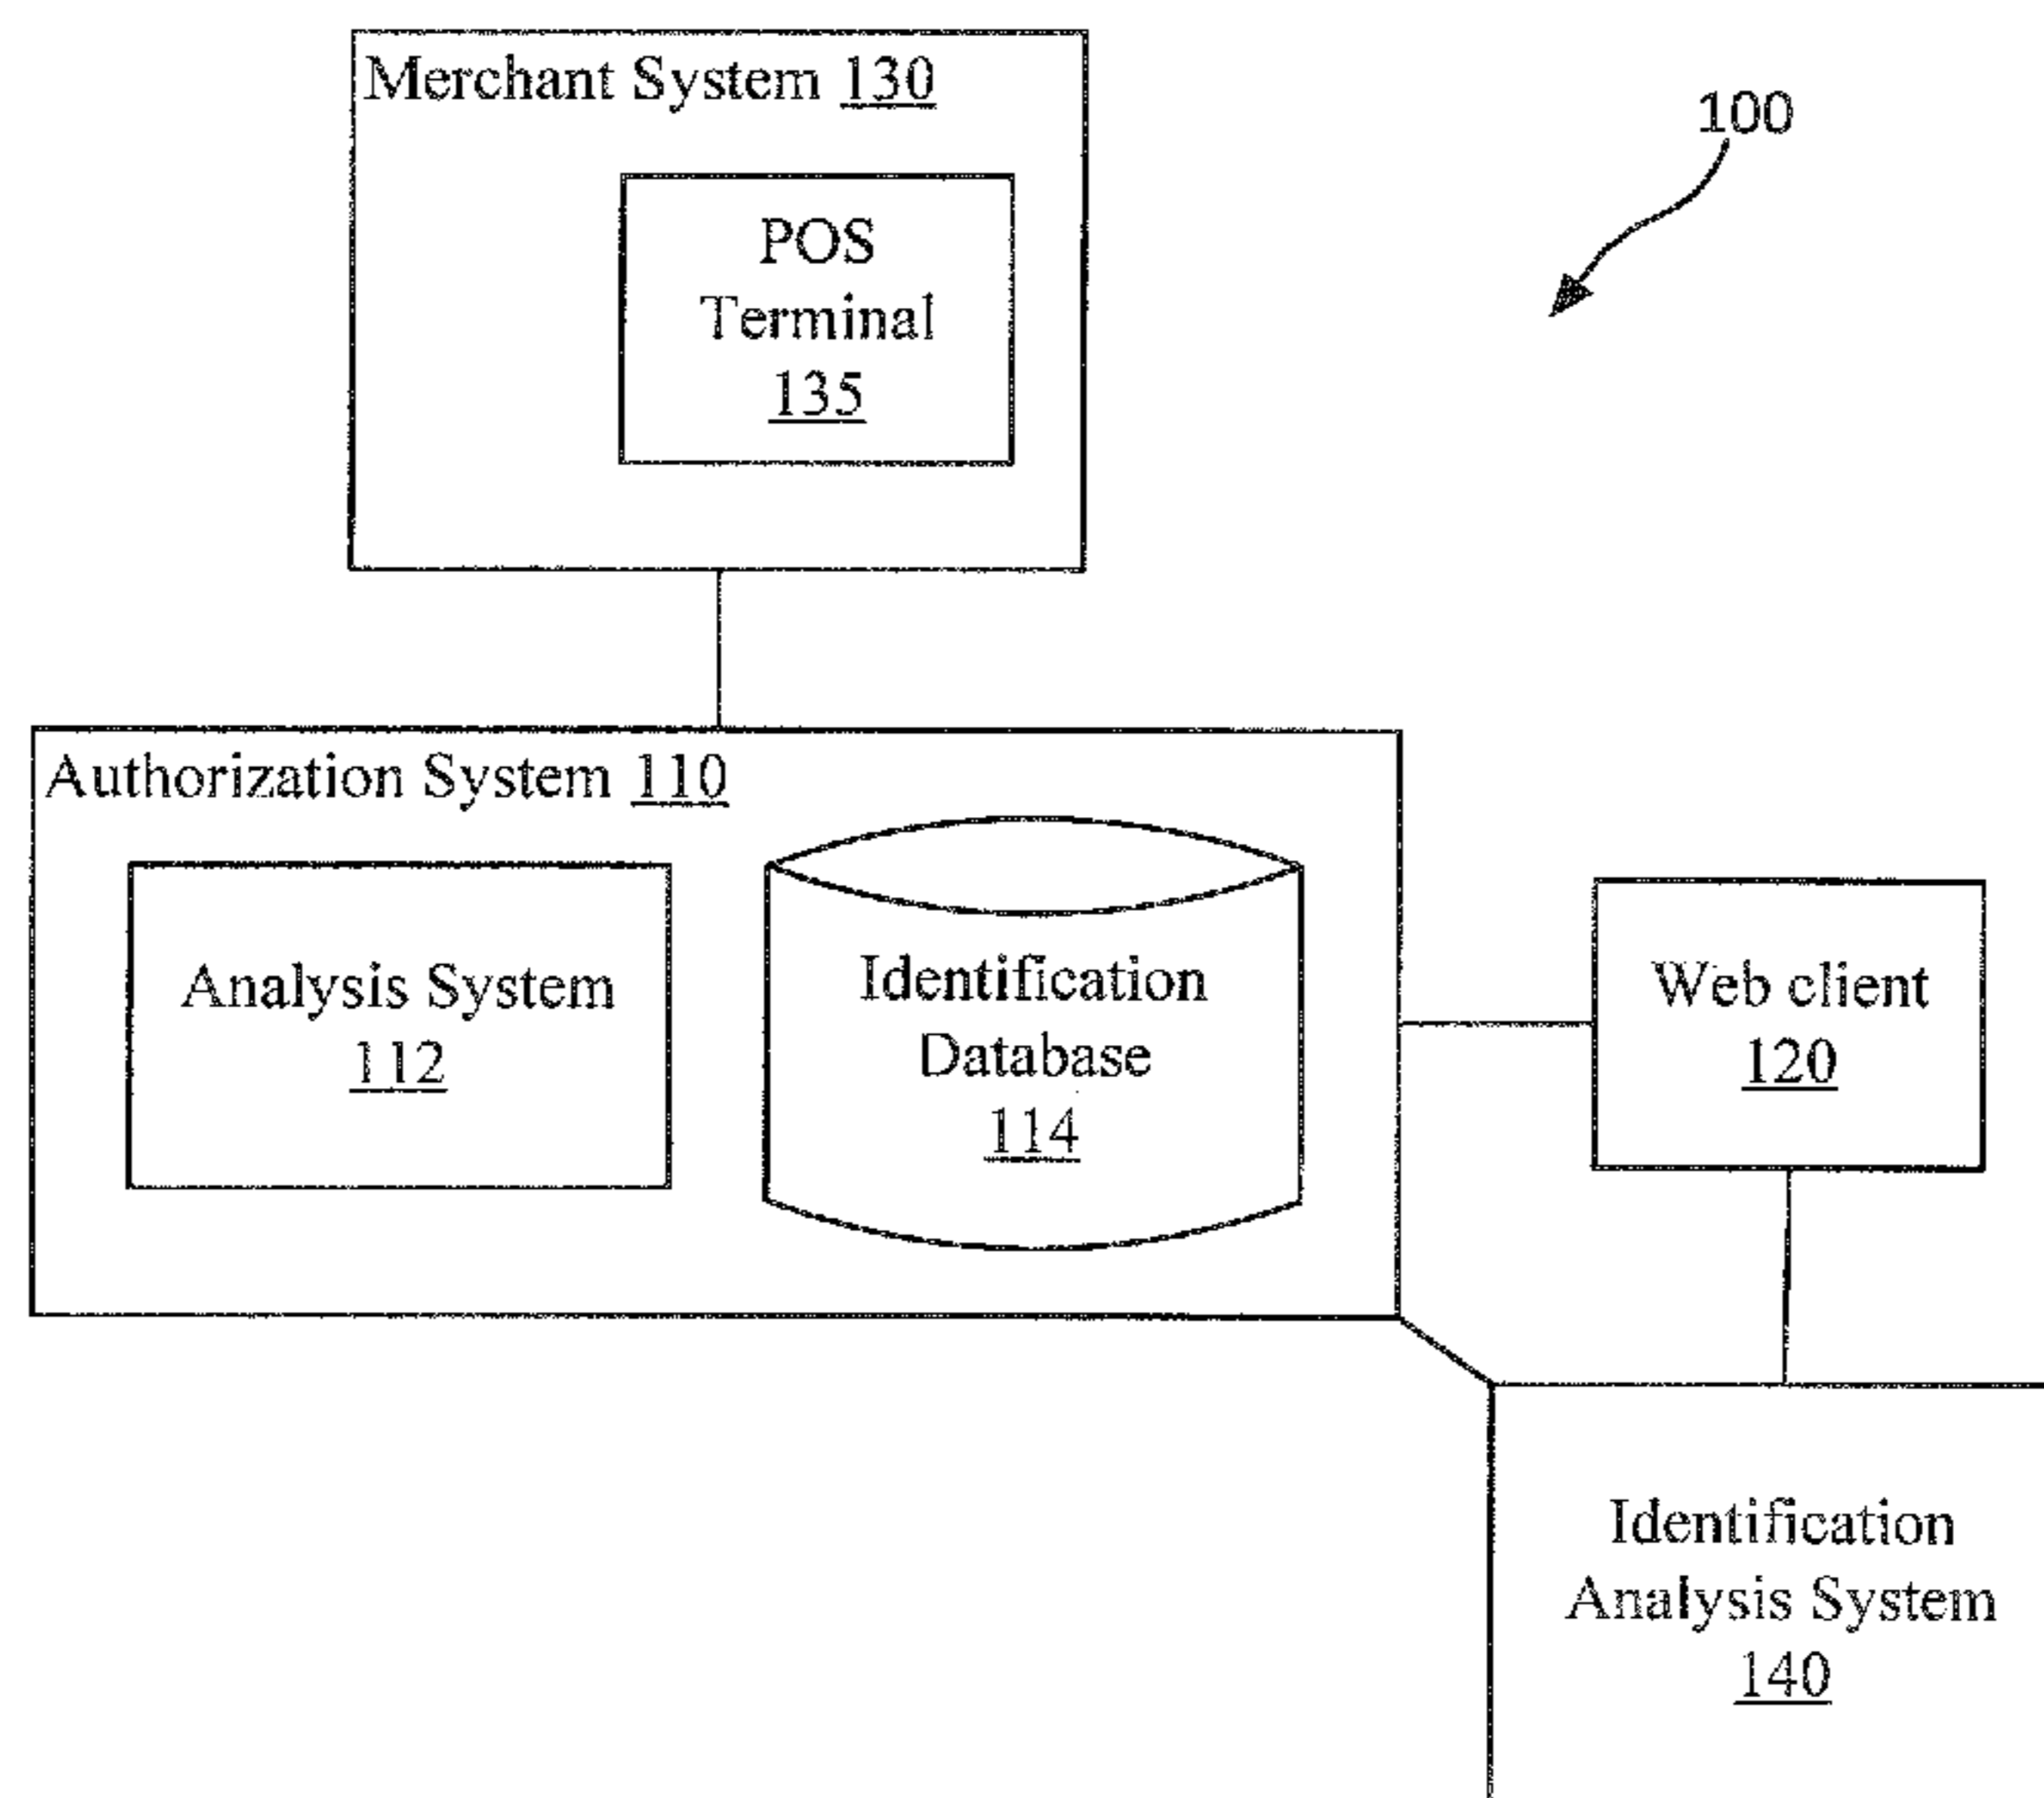 Merchant System 130
100
POS
Terminal
135
Authorization System 110
Analysis System
112
Identification
Database
114
Web client
120
Identification
Analysis System
140